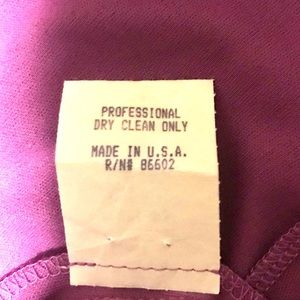 PROFESSIONAL
DRY CLEAN ONLY
MADE IN U.S.A.
R/N# 86602